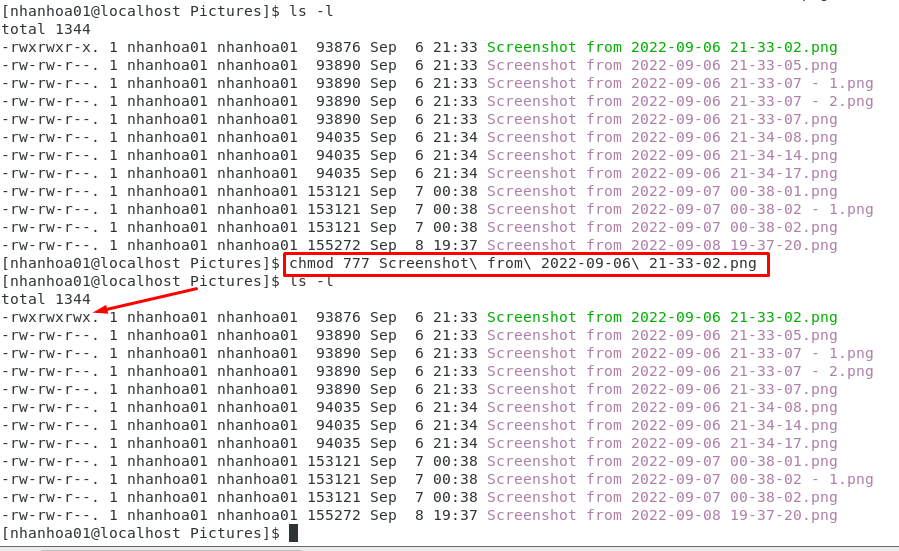 [nhanhoa01@localhost Pictures]$ ls -l
total 1344
-rwxrwxr-x. 1 nhanhoa01 nhanhoa01  93876 Sep  6 21:33 Screenshot from 2022-09-06 21-33-02.png
-rw-rw-r--. 1 nhanhoa01 nhanhoa01  93890 Sep  6 21:33 Screenshot from 2022-09-06 21-33-05.png
-rw-rw-r--. 1 nhanhoa01 nhanhoa01  93890 Sep  6 21:33 Screenshot from 2022-09-06 21-33-07 - 1.png
-rw-rw-r--. 1 nhanhoa01 nhanhoa01  93890 Sep  6 21:33 Screenshot from 2022-09-06 21-33-07 - 2.png
-rw-rw-r--. 1 nhanhoa01 nhanhoa01  93890 Sep  6 21:33 Screenshot from 2022-09-06 21-33-07.png
-rw-rw-r--. 1 nhanhoa01 nhanhoa01  94035 Sep  6 21:34 Screenshot from 2022-09-06 21-34-08.png
-rw-rw-r--. 1 nhanhoa01 nhanhoa01  94035 Sep  6 21:34 Screenshot from 2022-09-06 21-34-14.png
-rw-rw-r--. 1 nhanhoa01 nhanhoa01  94035 Sep  6 21:34 Screenshot from 2022-09-06 21-34-17.png
-rw-rw-r--. 1 nhanhoa01 nhanhoa01 153121 Sep  7 00:38 Screenshot from 2022-09-07 00-38-01.png
-rw-rw-r--. 1 nhanhoa01 nhanhoa01 153121 Sep  7 00:38 Screenshot from 2022-09-07 00-38-02 - 1.png
-rw-rw-r--. 1 nhanhoa01 nhanhoa01 153121 Sep  7 00:38 Screenshot from 2022-09-07 00-38-02.png
-rw-rw-r--. 1 nhanhoa01 nhanhoa01 155272 Sep  8 19:37 Screenshot from 2022-09-08 19-37-20.png
[nhanhoa01@localhost Pictures]$ chmod 777 Screenshot\ from\ 2022-09-06\ 21-33-02.png
[nhanhoa01@localhost Pictures]$ ls -l
total 1344
-rwxrwxrwx. 1 nhanhoa01 nhanhoa01  93876 Sep  6 21:33 Screenshot from 2022-09-06 21-33-02.png
-rw-rw-r--. 1 nhanhoa01 nhanhoa01  93890 Sep  6 21:33 Screenshot from 2022-09-06 21-33-05.png
-rw-rw-r--. 1 nhanhoa01 nhanhoa01  93890 Sep  6 21:33 Screenshot from 2022-09-06 21-33-07 - 1.png
-rw-rw-r--. 1 nhanhoa01 nhanhoa01  93890 Sep  6 21:33 Screenshot from 2022-09-06 21-33-07 - 2.png
-rw-rw-r--. 1 nhanhoa01 nhanhoa01  93890 Sep  6 21:33 Screenshot from 2022-09-06 21-33-07.png
-rw-rw-r--. 1 nhanhoa01 nhanhoa01  94035 Sep  6 21:34 Screenshot from 2022-09-06 21-34-08.png
-rw-rw-r--. 1 nhanhoa01 nhanhoa01  94035 Sep  6 21:34 Screenshot from 2022-09-06 21-34-14.png
-rw-rw-r--. 1 nhanhoa01 nhanhoa01  94035 Sep  6 21:34 Screenshot from 2022-09-06 21-34-17.png
-rw-rw-r--. 1 nhanhoa01 nhanhoa01 153121 Sep  7 00:38 Screenshot from 2022-09-07 00-38-01.png
-rw-rw-r--. 1 nhanhoa01 nhanhoa01 153121 Sep  7 00:38 Screenshot from 2022-09-07 00-38-02 - 1.png
-rw-rw-r--. 1 nhanhoa01 nhanhoa01 153121 Sep  7 00:38 Screenshot from 2022-09-07 00-38-02.png
-rw-rw-r--. 1 nhanhoa01 nhanhoa01 155272 Sep  8 19:37 Screenshot from 2022-09-08 19-37-20.png
[nhanhoa01@localhost Pictures]$